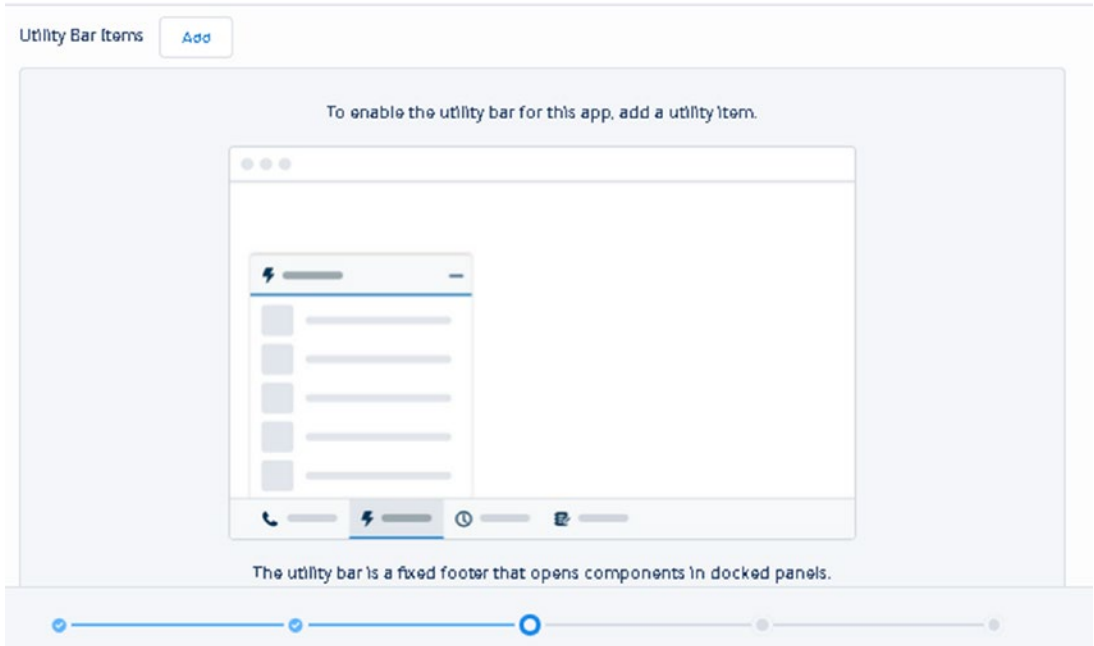 Utility Bar Items
Add
To enable the utility bar for this app, add a utility item.
The utility bar is a fixed footer that opens components in docked panels.